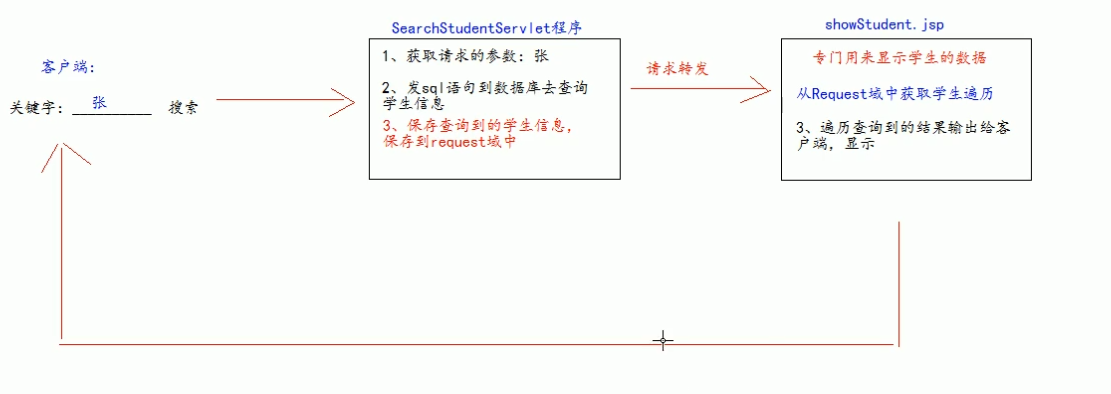 客户端:
关键字: 张 搜索
SearchStudentServlet程序
1、获取请求的参数: 张
2、发sql语句到数据库去查询
学生信息
3、保存查询到的学生信息,
保存到request域中
请求转发
showStudent.jsp
专门用来显示学生的数据
从Request域中获取学生遍历
3、遍历查询到的结果输出给客
户端, 显示